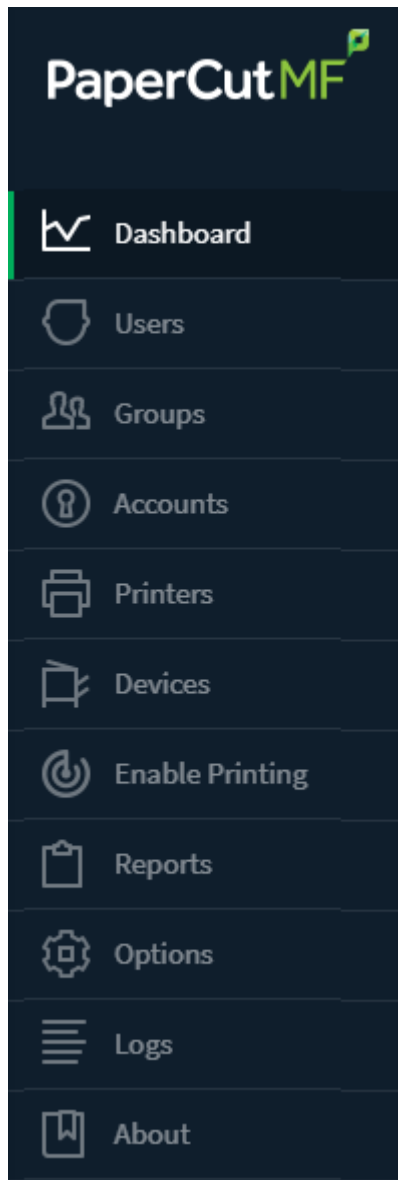 PaperCutMF
Dashboard
Users
Groups
Accounts
Printers
Devices
Enable Printing
Reports
Options
Logs
About